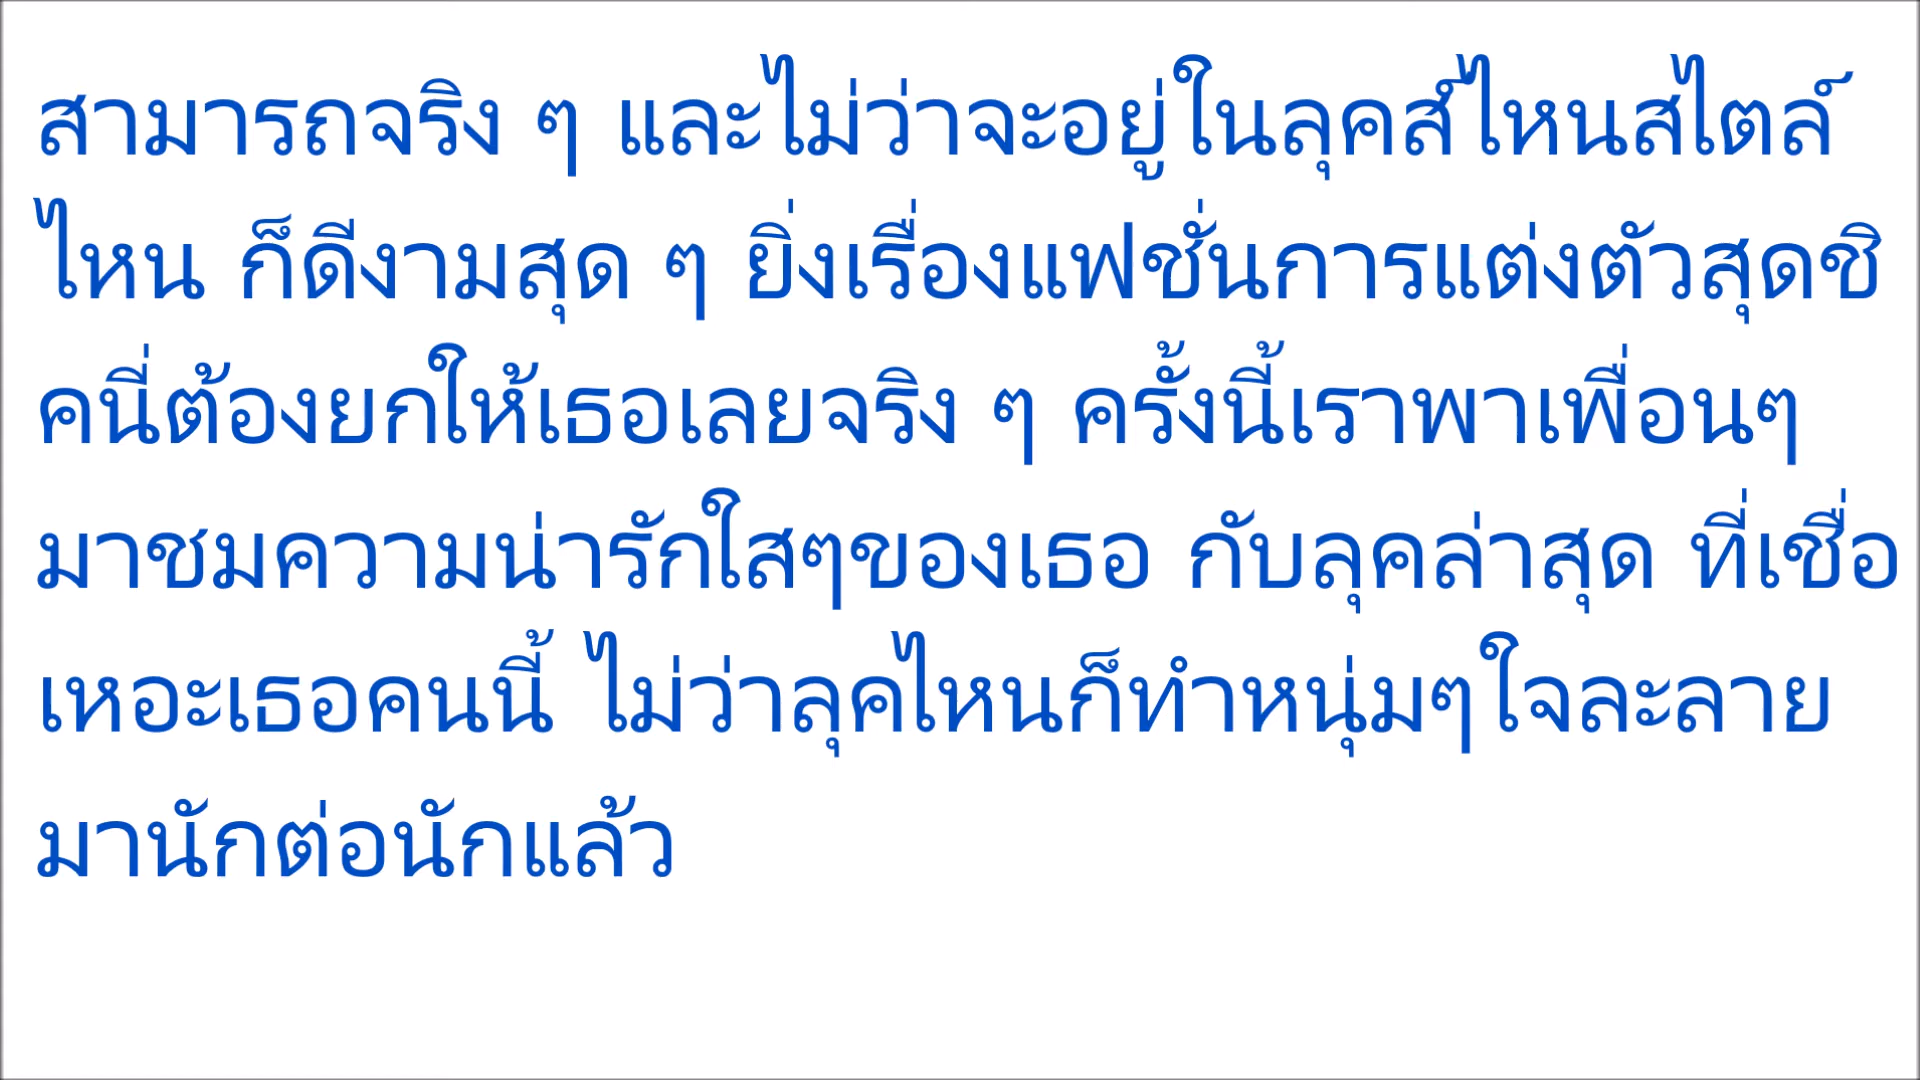 สามารถจริง ๆ และไม่ว่าจะอยู่ในลุคส์ไหนสไตล์
ไหน ก็ดีงามสุด ๆ ยิ่งเรื่องแฟชั่นการแต่งตัวสุดชิ
คนี่ต้องยกให้เธอเลยจริง ๆ ครั้งนี้เราพาเพื่อนๆ
มาชมความน่ารักใสๆของเธอ กับลุคล่าสุด ที่เชื่อ
เหอะเธอคนนี้ ไม่ว่าลุคไหนก็ทำหนุ่มๆใจละลาย
มานักต่อนักแล้ว